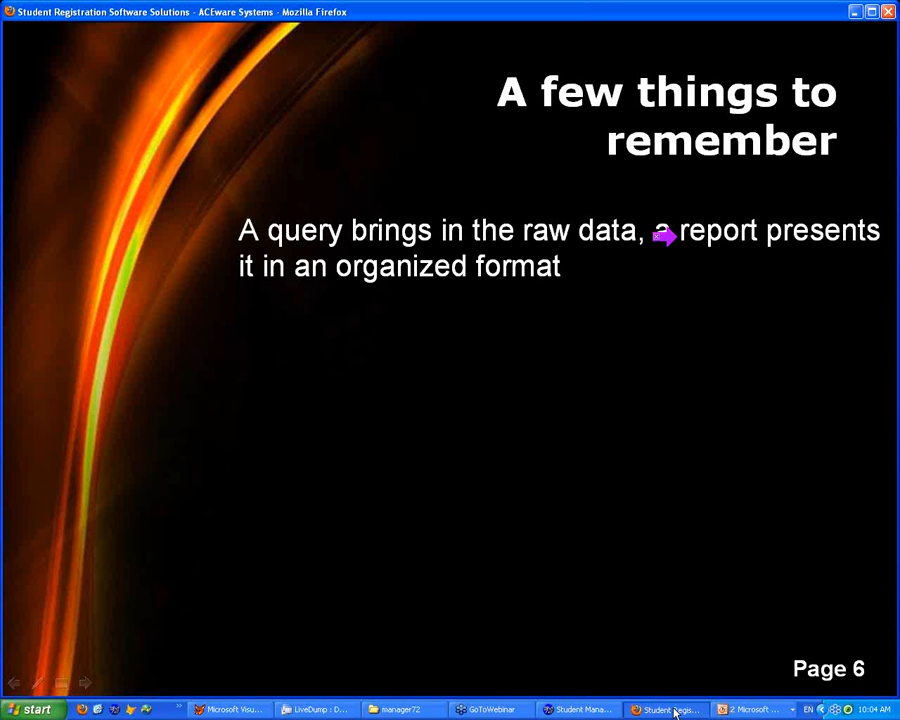 Student Registration Software Solutions - ACEware Systems - Mozilla Firefox
A few things to
remember
A query brings in the raw data, a report presents
it in an organized format
Page 6
start
Microsoft Visu...
LiveDump : D...
manager72
GoToWebinar
Student Mana...
Student Regis...
2 Microsoft ...
EN
10:04 AM